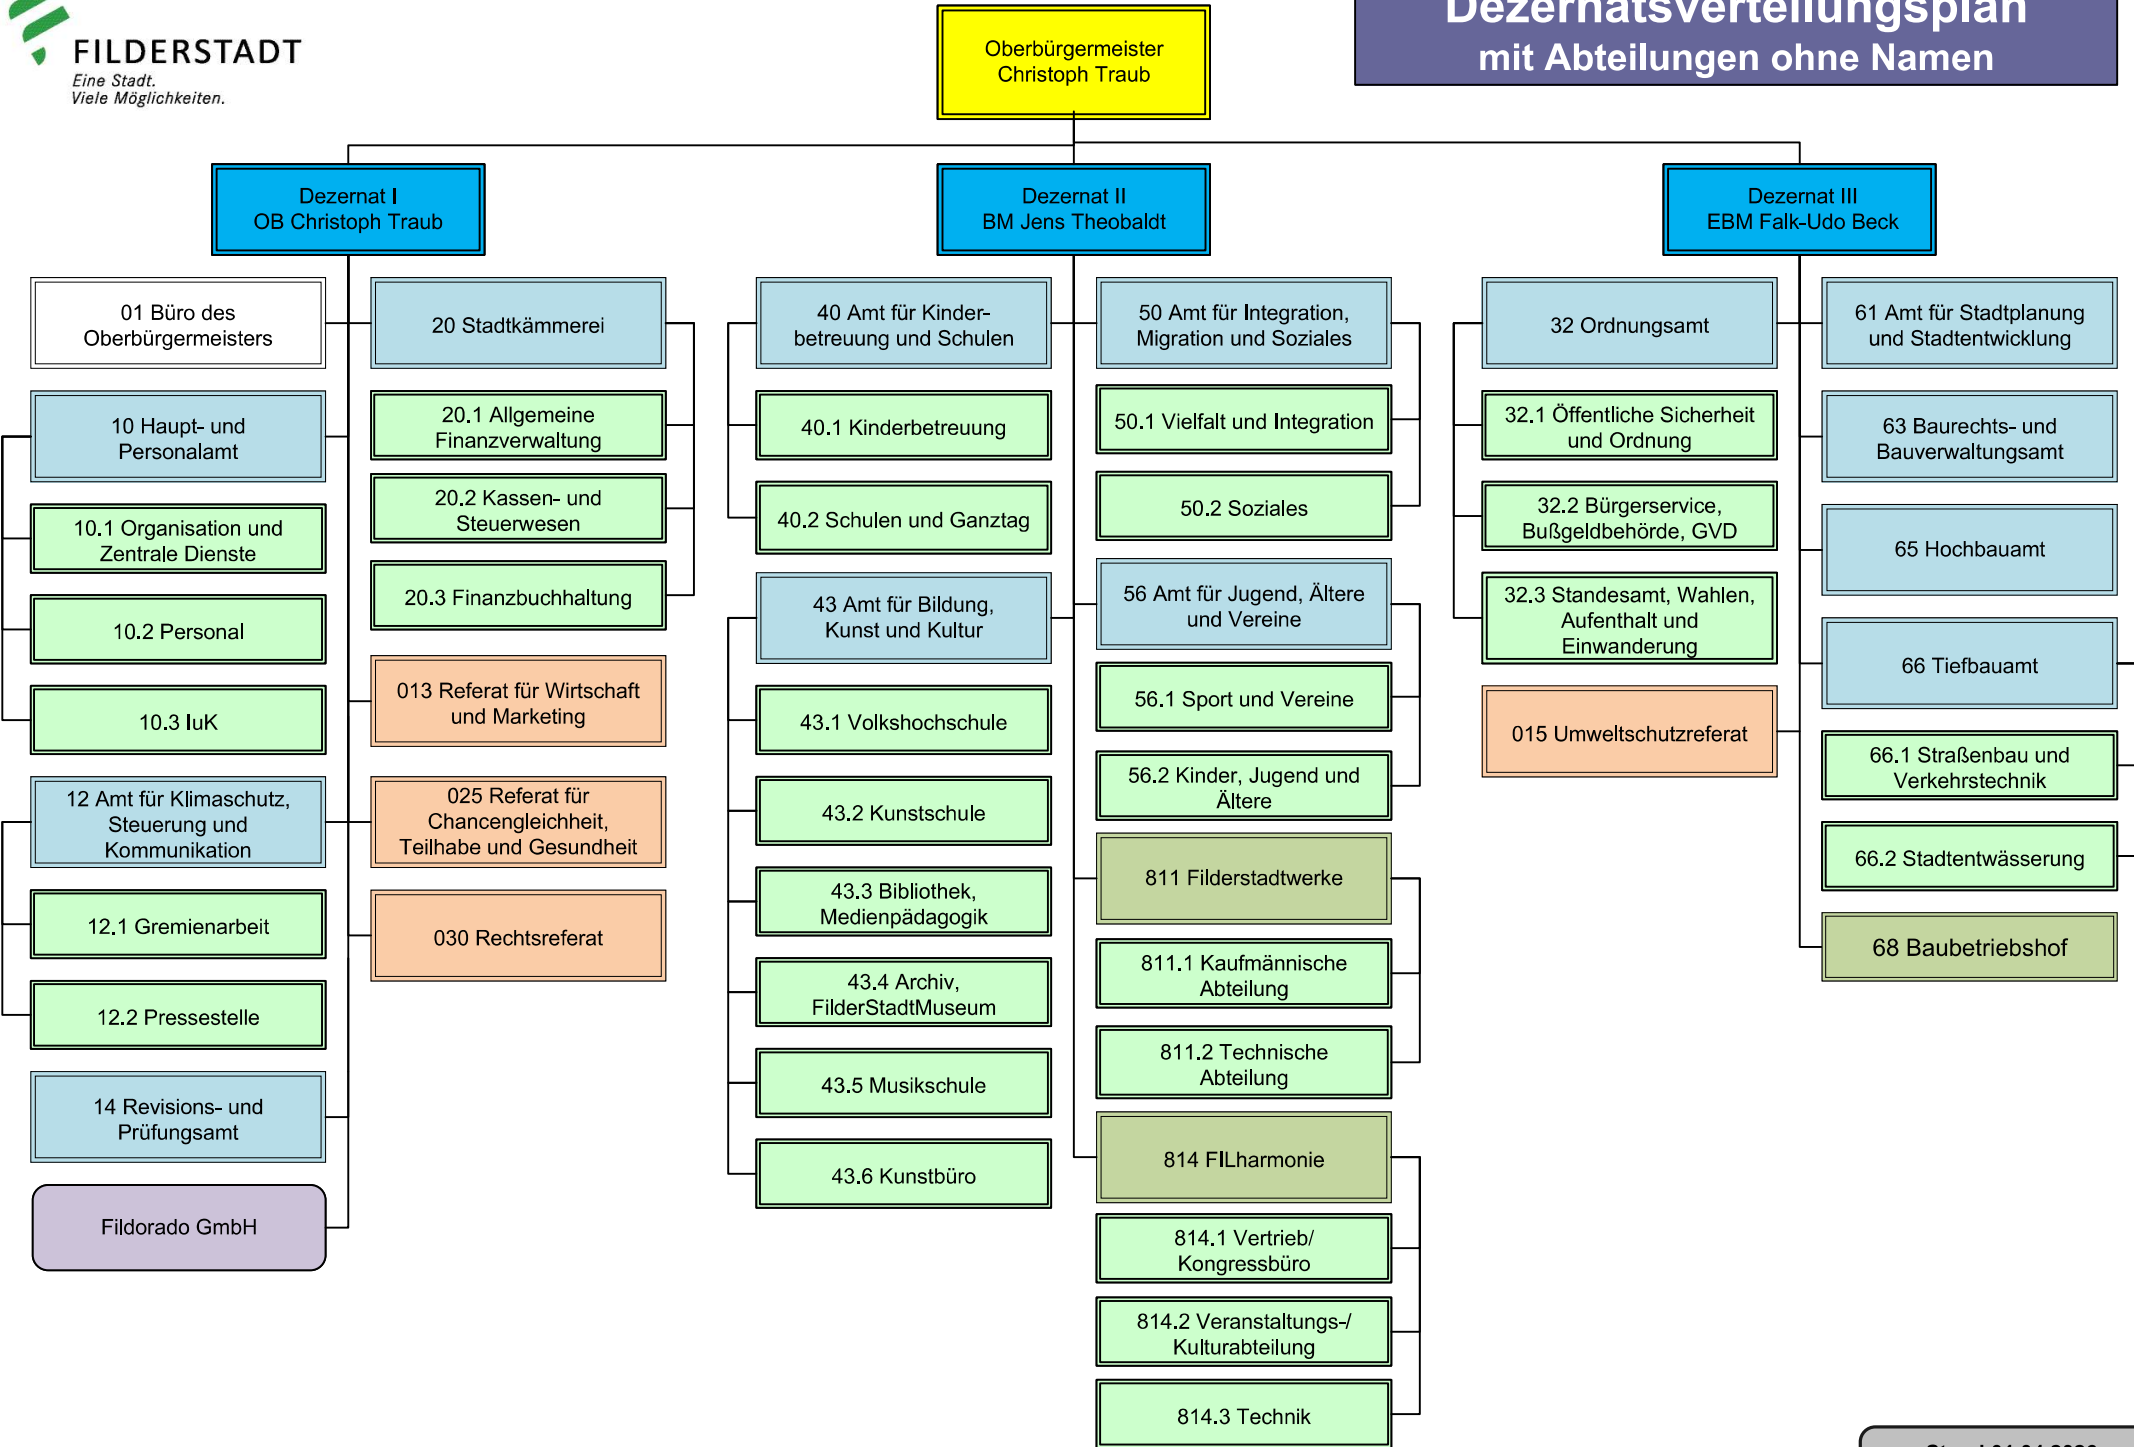 FILDERSTADT
Eine Stadt.
Viele Möglichkeiten.
Dezernatsverteilungsplan
mit Abteilungen ohne Namen
Oberbürgermeister
Christoph Traub
Dezernat I
OB Christoph Traub
01 Büro des
Oberbürgermeisters
10 Haupt- und
Personalamt
10.1 Organisation und
Zentrale Dienste
10.2 Personal
10.3 IuK
12 Amt für Klimaschutz,
Steuerung und
Kommunikation
12.1 Gremienarbeit
12.2 Pressestelle
14 Revisions- und
Prüfungsamt
Fildorado GmbH
20 Stadtkämmerei
20.1 Allgemeine
Finanzverwaltung
20.2 Kassen- und
Steuerwesen
20.3 Finanzbuchhaltung
013 Referat für Wirtschaft
und Marketing
025 Referat für
Chancengleichheit,
Teilhabe und Gesundheit
030 Rechtsreferat
Dezernat II
BM Jens Theobaldt
40 Amt für Kinder-
betreuung und Schulen
40.1 Kinderbetreuung
40.2 Schulen und Ganztag
43 Amt für Bildung,
Kunst und Kultur
43.1 Volkshochschule
43.2 Kunstschule
43.3 Bibliothek,
Medienpädagogik
43.4 Archiv,
FilderStadtMuseum
43.5 Musikschule
43.6 Kunstbüro
50 Amt für Integration,
Migration und Soziales
50.1 Vielfalt und Integration
50.2 Soziales
56 Amt für Jugend, Ältere
und Vereine
56.1 Sport und Vereine
56.2 Kinder, Jugend und
Ältere
811 Filderstadtwerke
811.1 Kaufmännische
Abteilung
811.2 Technische
Abteilung
814 FILharmonie
814.1 Vertrieb/
Kongressbüro
814.2 Veranstaltungs-/
Kulturabteilung
814.3 Technik
Dezernat III
EBM Falk-Udo Beck
32 Ordnungsamt
32.1 Öffentliche Sicherheit
und Ordnung
32.2 Bürgerservice,
Bußgeldbehörde, GVD
32.3 Standesamt, Wahlen,
Aufenthalt und
Einwanderung
015 Umweltschutzreferat
61 Amt für Stadtplanung
und Stadtentwicklung
63 Baurechts- und
Bauverwaltungsamt
65 Hochbauamt
66 Tiefbauamt
66.1 Straßenbau und
Verkehrstechnik
66.2 Stadtentwässerung
68 Baubetriebshof